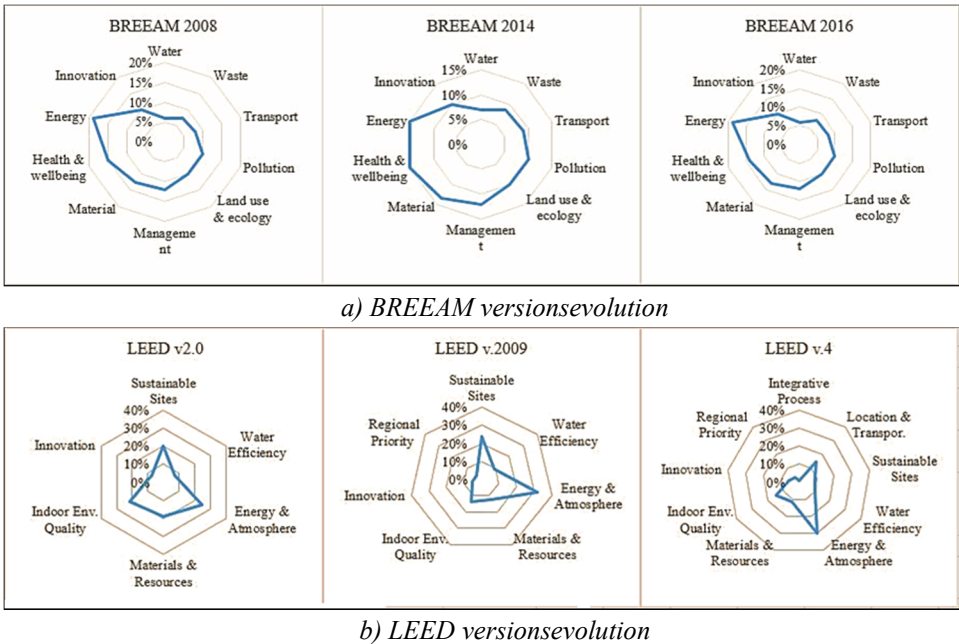 BREEAM 2008
Water
20%
15%
10%
5%
0%
Waste
Transport
Pollution
Land use
& ecology
Manageme
nt
Material
Health &
wellbeing
Energy
Innovation
BREEAM 2014
Water
15%
10%
5%
0%
Waste
Transport
Pollution
Land use &
ecology
Managemen
t
Material
Health &
wellbeing
Energy
Innovation
BREEAM 2016
Water
20%
15%
10%
5%
0%
Waste
Transport
Pollution
Land use &
ecology
Managemen
t
Material
Health &
wellbeing
Energy
Innovation
a) BREEAM versionsevolution
LEED v2.0
Sustainable
Sites
40%
30%
20%
10%
0%
Water
Efficiency
Energy &
Atmosphere
Materials &
Resources
Indoor Env.
Quality
Innovation
LEED v.2009
Sustainable
Sites
40%
30%
20%
10%
0%
Water
Efficiency
Energy &
Atmosphere
Materials &
Resources
Indoor Env.
Quality
Innovation
Regional
Priority
LEED v.4
Integrative
Process
40%
30%
20%
10%
0%
Location &
Transpor.
Sustainable
Sites
Water
Efficiency
Energy &
Atmosphere
Materials &
Resources
Indoor Env.
Quality
Innovation
Regional
Priority
b) LEED versionsevolution